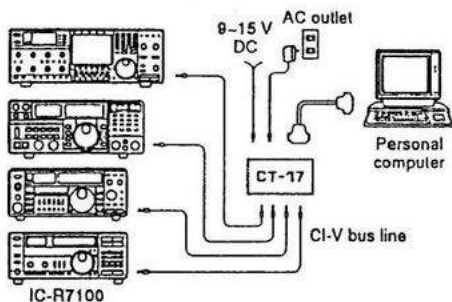 9~15 V
DC
AC outlet
Personal
computer
CT-17
CI-V bus line
IC-R7100